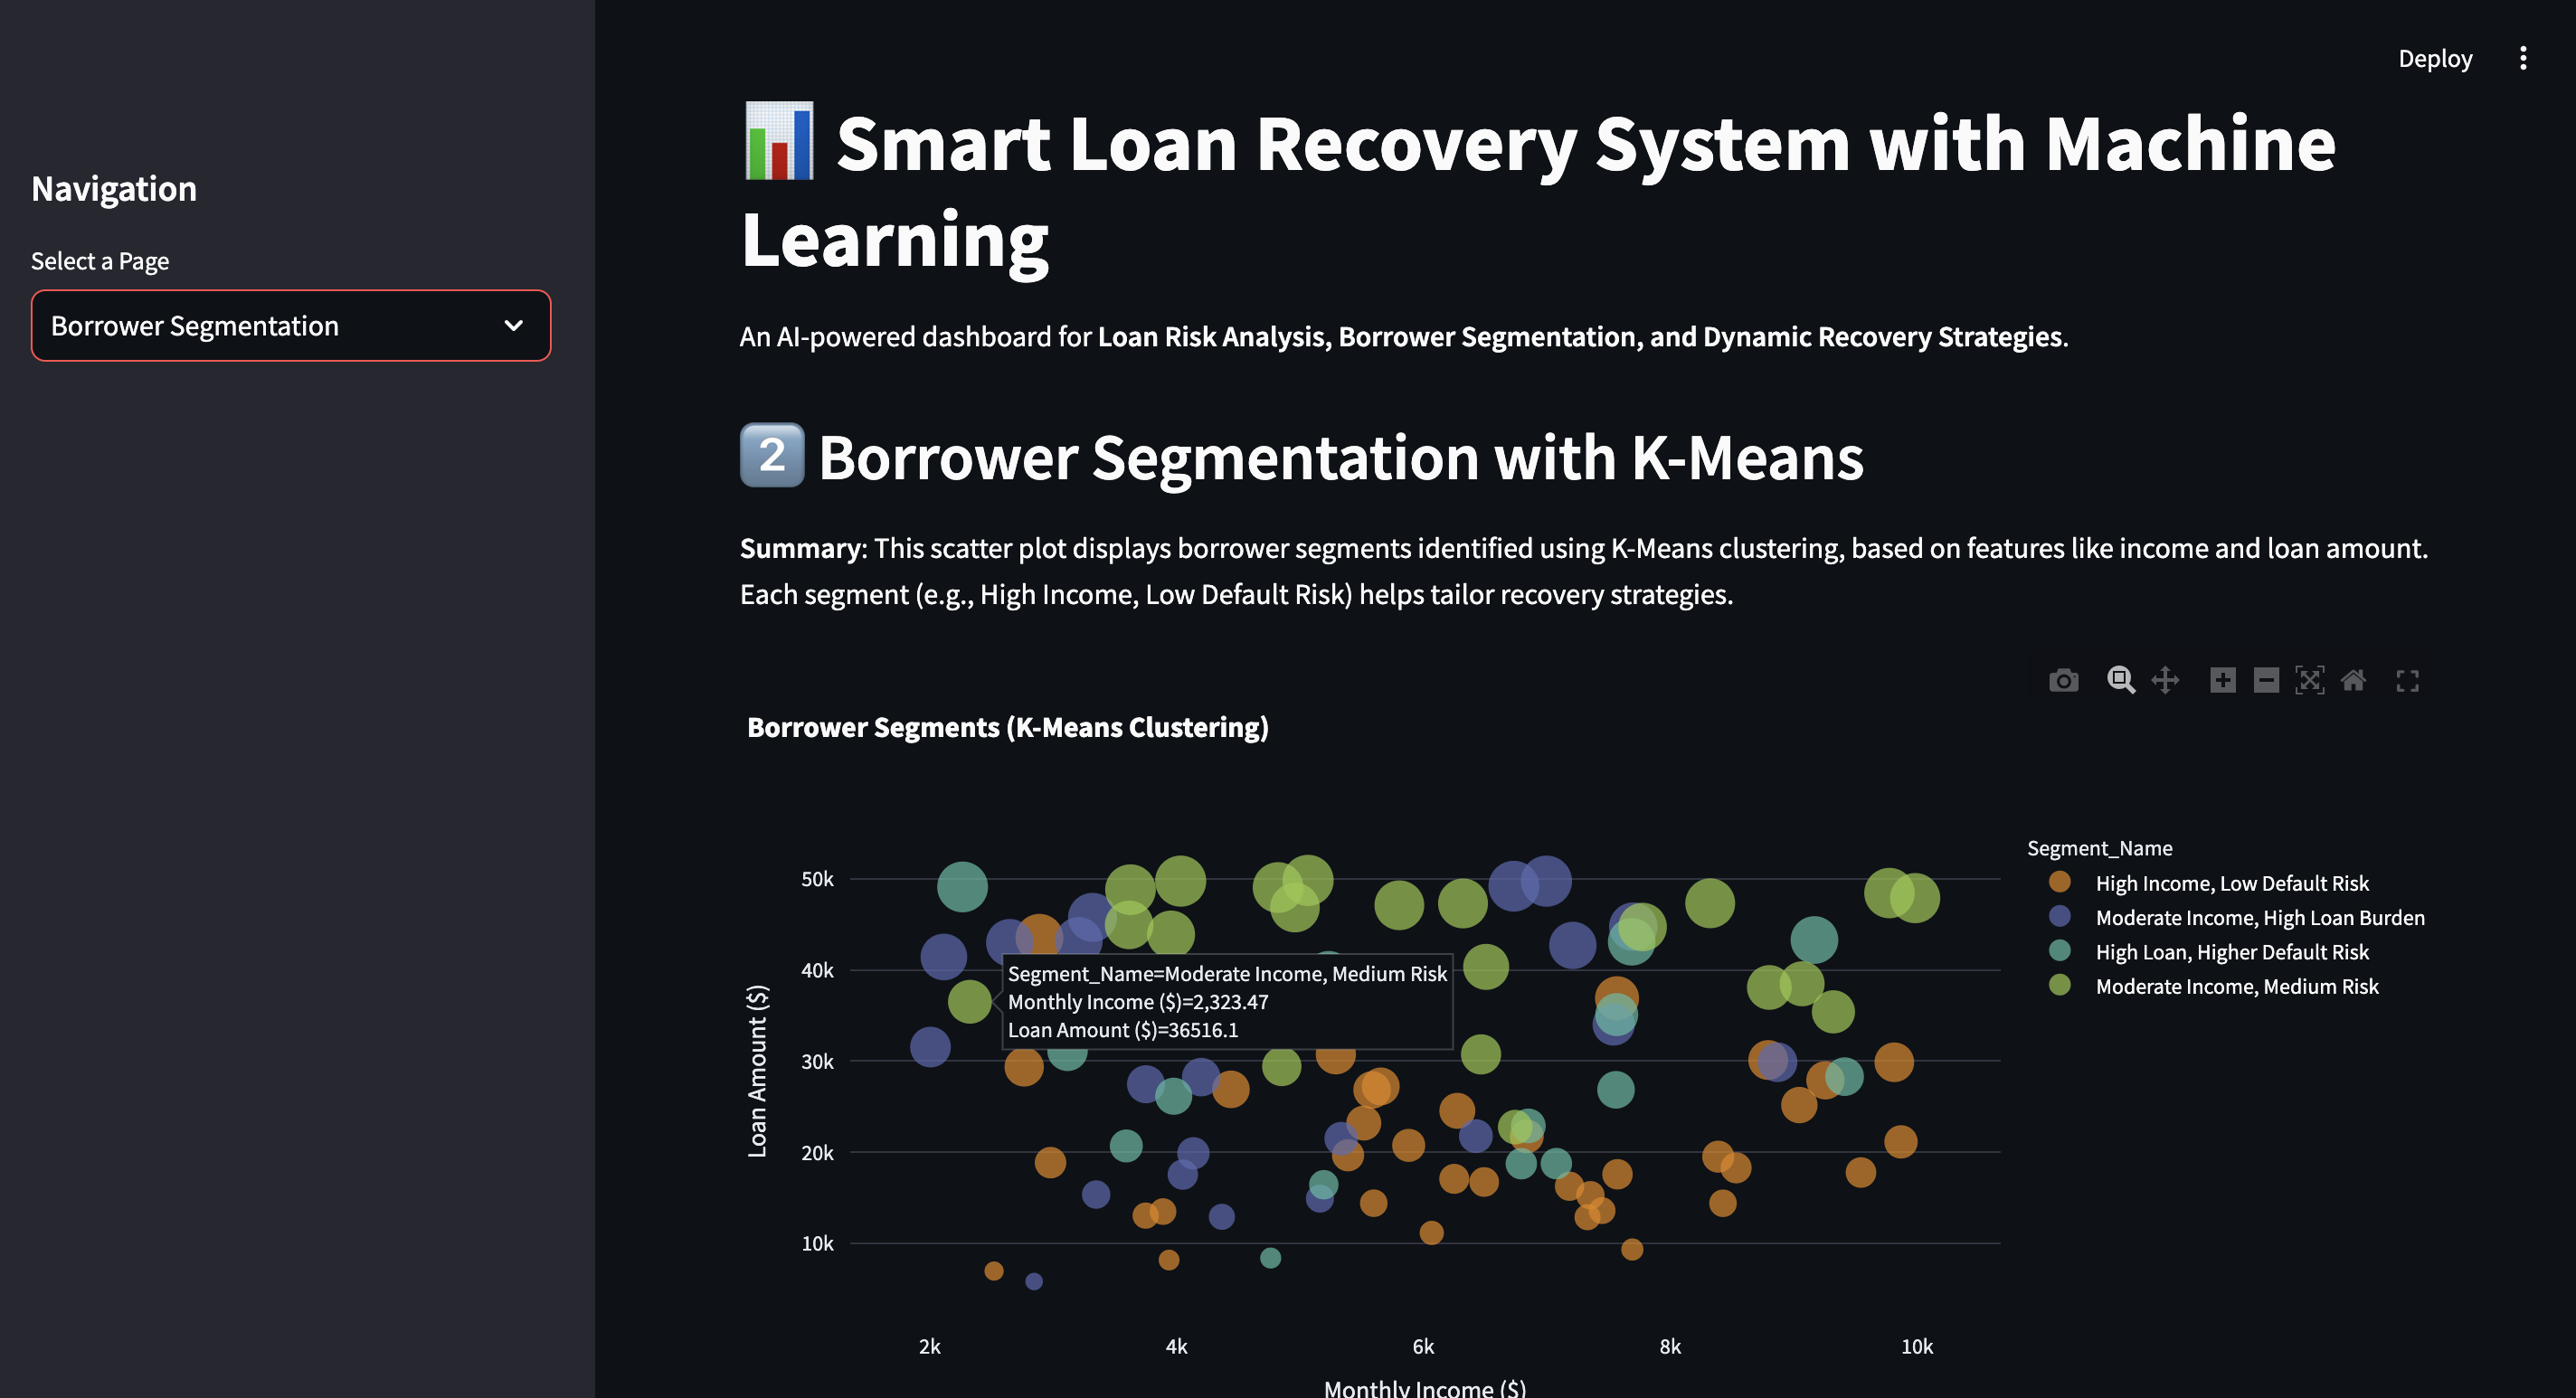 Deploy
Navigation
Select a Page
Borrower Segmentation
📊 Smart Loan Recovery System with Machine
Learning
An AI-powered dashboard for Loan Risk Analysis, Borrower Segmentation, and Dynamic Recovery Strategies.
2 Borrower Segmentation with K-Means
Summary: This scatter plot displays borrower segments identified using K-Means clustering, based on features like income and loan amount.
Each segment (e.g., High Income, Low Default Risk) helps tailor recovery strategies.
Borrower Segments (K-Means Clustering)
Segment_Name
High Income, Low Default Risk
Moderate Income, High Loan Burden
High Loan, Higher Default Risk
Moderate Income, Medium Risk
Loan Amount ($)
50k
40k
30k
20k
10k
Segment_Name=Moderate Income, Medium Risk
Monthly Income ($)=2,323.47
Loan Amount ($)=36516.1
2k
4k
6k
8k
10k
Monthly Income ($)